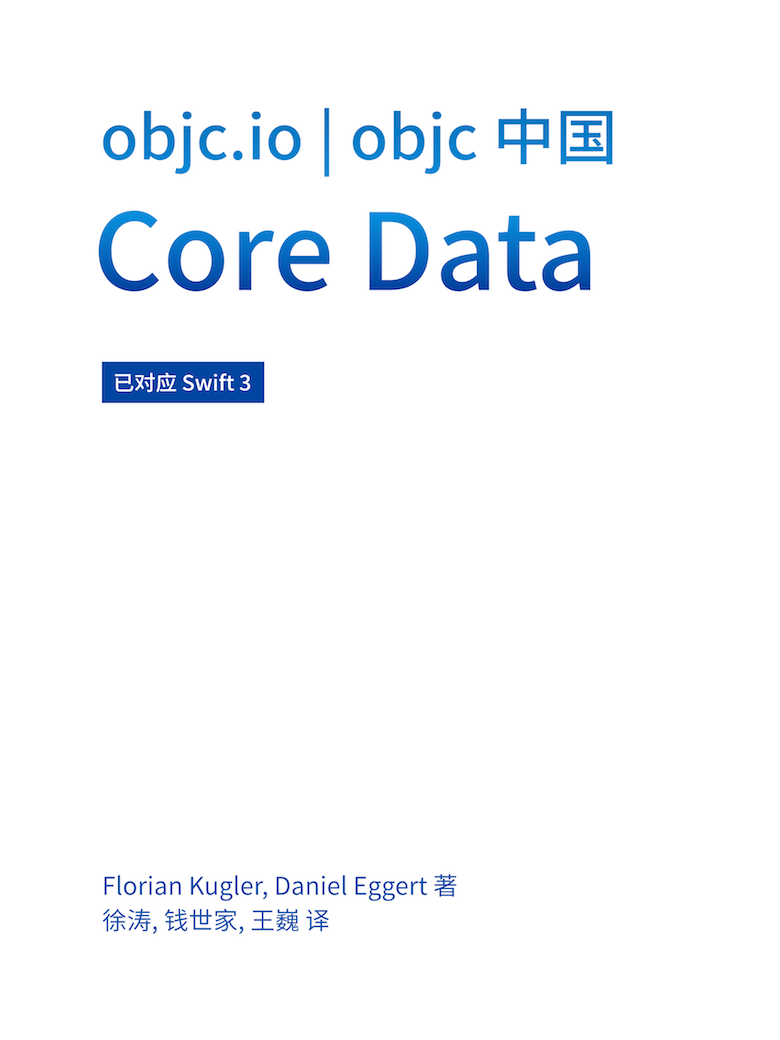 objc.io | objc 中国
Core Data
已对应 Swift 3
Florian Kugler, Daniel Eggert 著
徐涛, 钱世家, 王巍 译